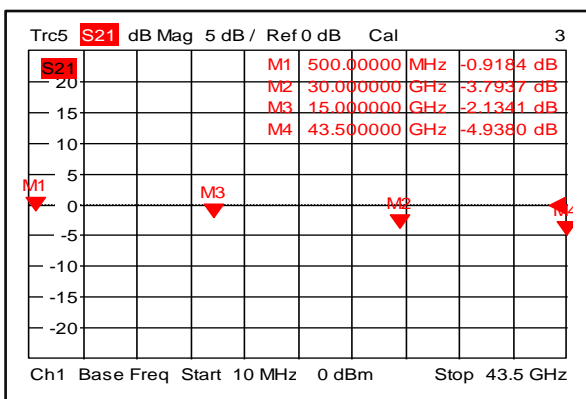 Trc5 S21 dB Mag 5 dB / Ref 0 dB Cal 3
S21
M1 500.00000 MHz -0.9184 dB
M2 30.000000 GHz -3.7937 dB
M3 15.000000 GHz -2.1341 dB
M4 43.500000 GHz -4.9380 dB
20
15
10
5
M1
M3
M2
M4
0
-5
-10
-15
-20
Ch1 Base Freq Start 10 MHz 0 dBm Stop 43.5 GHz